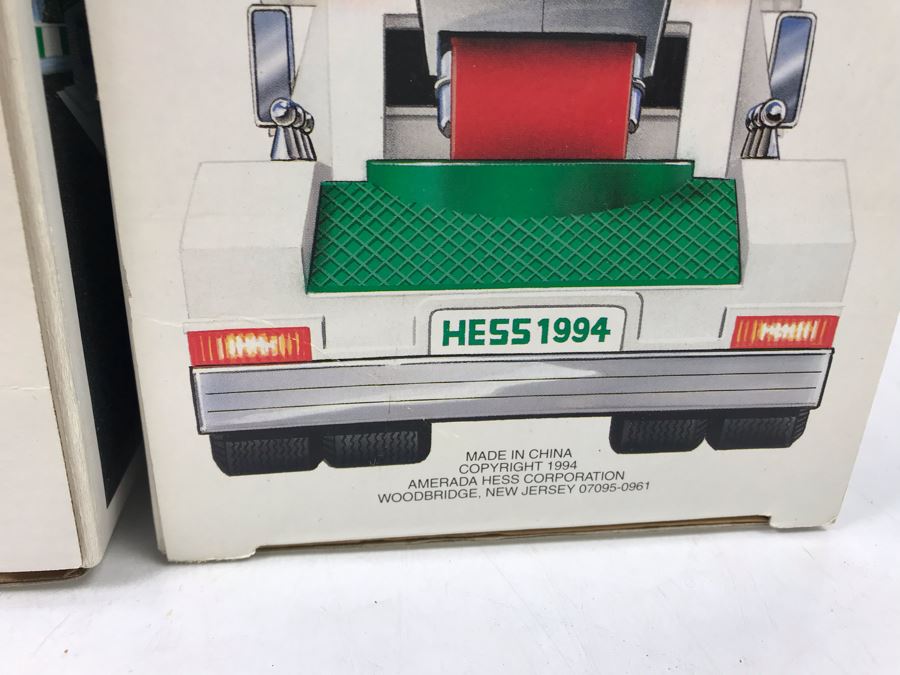 HESS 1994
MADE IN CHINA
COPYRIGHT 1994
AMERADA HESS CORPORATION
WOODBRIDGE, NEW JERSEY 07095-0961